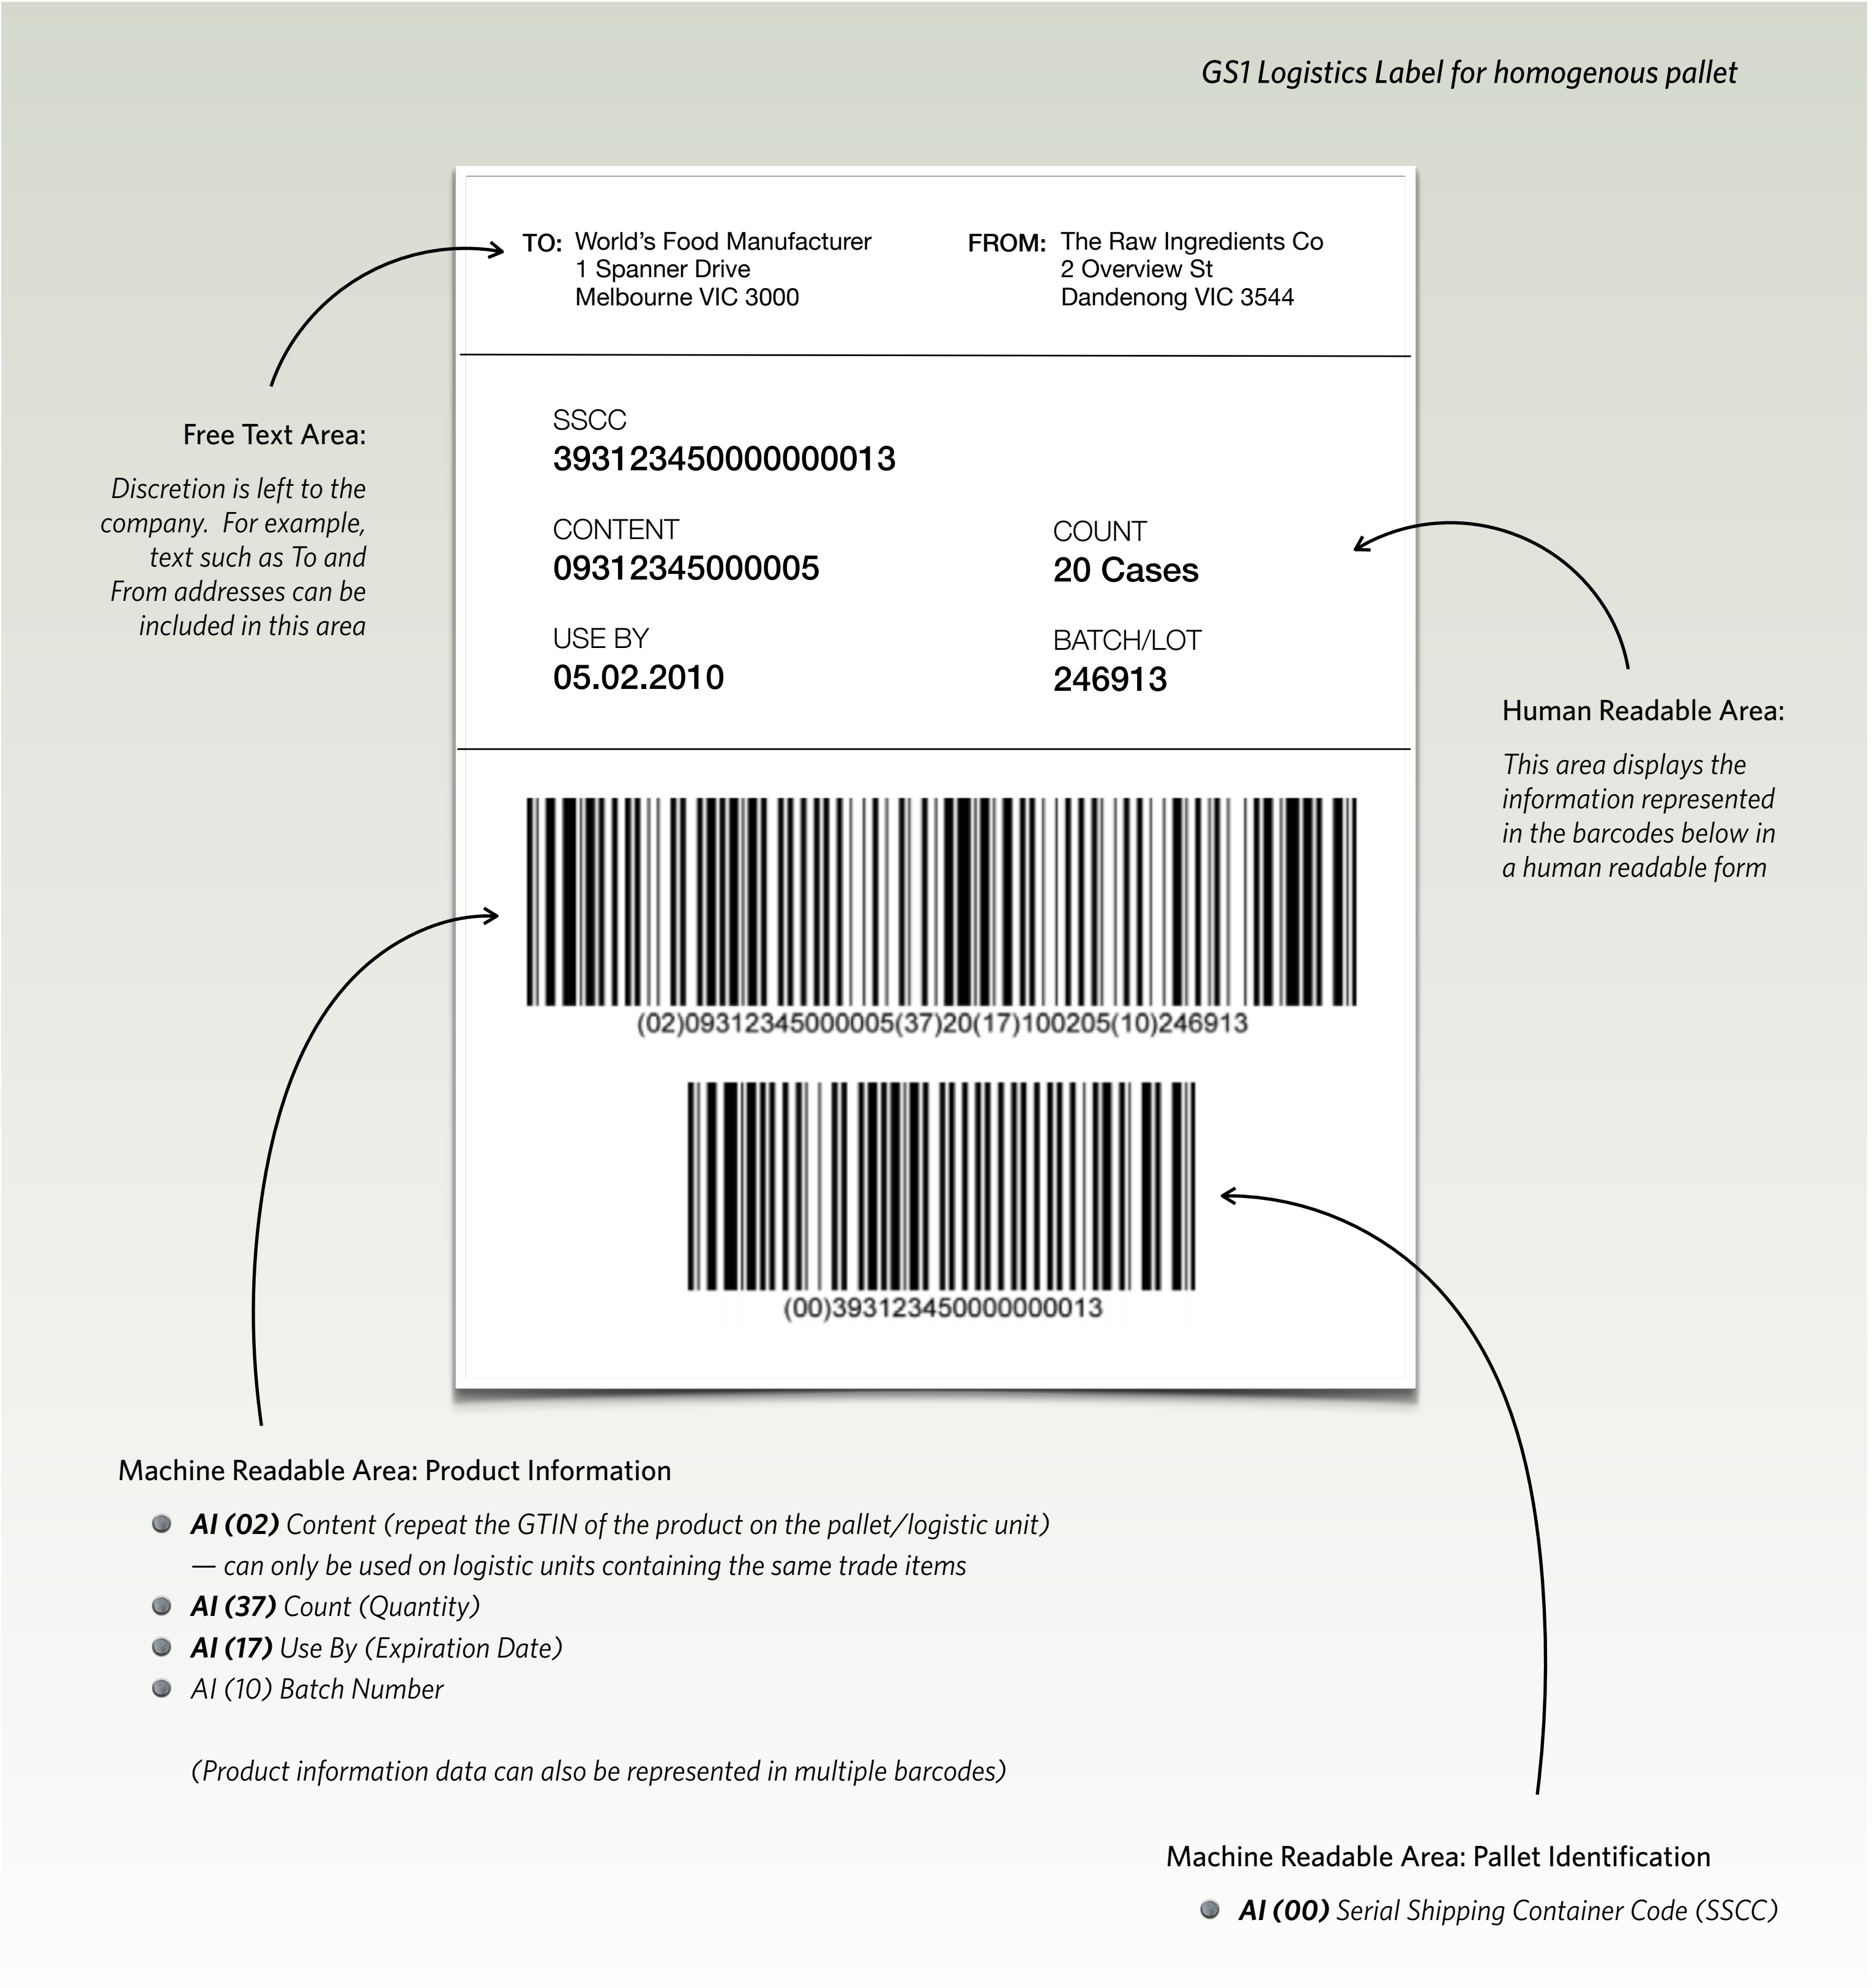 GS1 Logistics Label for homogenous pallet
TO: World's Food Manufacturer
1 Spanner Drive
Melbourne VIC 3000
FROM: The Raw Ingredients Co
2 Overview St
Dandenong VIC 3544
Free Text Area:
Discretion is left to the
company. For example,
text such as To and
From addresses can be
included in this area
SSCC
393123450000000013
CONTENT
09312345000005
COUNT
20 Cases
USE BY
05.02.2010
BATCH/LOT
246913
Human Readable Area:
This area displays the
information represented
in the barcodes below in
a human readable form
(02)09312345000005(37)20(17)100205(10)246913
(00)393123450000000013
Machine Readable Area: Product Information
AI (02) Content (repeat the GTIN of the product on the pallet/logistic unit)
— can only be used on logistic units containing the same trade items
AI (37) Count (Quantity)
AI (17) Use By (Expiration Date)
AI (10) Batch Number
(Product information data can also be represented in multiple barcodes)
Machine Readable Area: Pallet Identification
AI (00) Serial Shipping Container Code (SSCC)